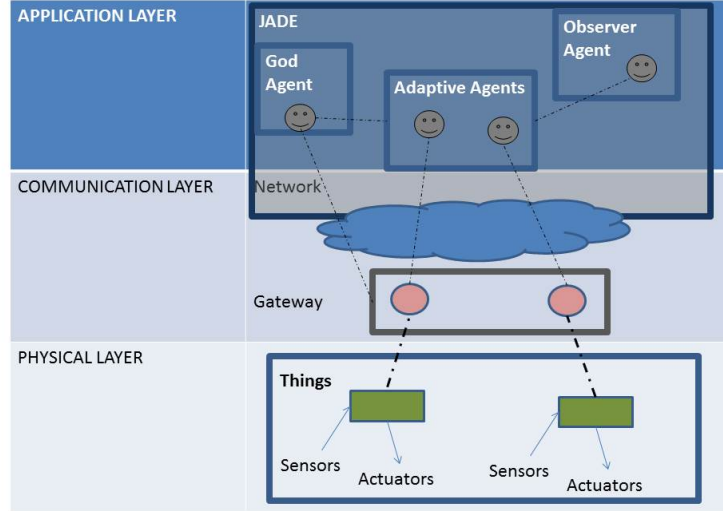 APPLICATION LAYER
JADE
God
Agent
Adaptive Agents
Observer
Agent
COMMUNICATION LAYER
Network
Gateway
PHYSICAL LAYER
Things
Sensors
Actuators
Sensors
Actuators